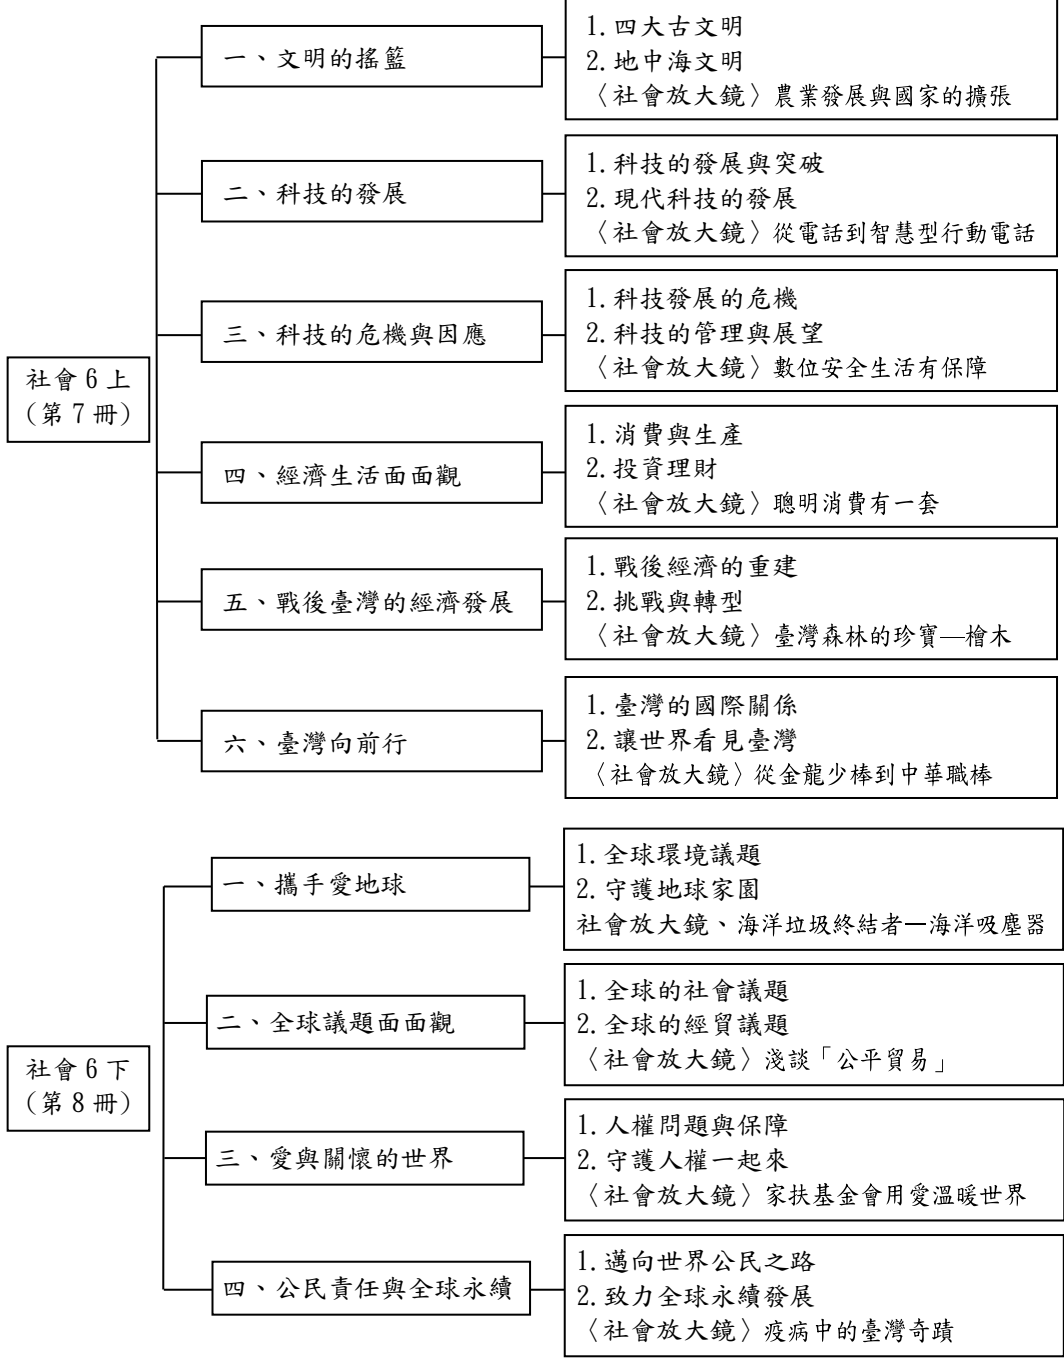 社會6上
（第7冊）
一、文明的搖籃
1.四大古文明
2.地中海文明
〈社會放大鏡〉農業發展與國家的擴張
二、科技的發展
1.科技的發展與突破
2.現代科技的發展
〈社會放大鏡〉從電話到智慧型行動電話
三、科技的危機與因應
1.科技發展的危機
2.科技的管理與展望
〈社會放大鏡〉數位安全生活有保障
四、經濟生活面面觀
1.消費與生產
2.投資理財
〈社會放大鏡〉聰明消費有一套
五、戰後臺灣的經濟發展
1.戰後經濟的重建
2.挑戰與轉型
〈社會放大鏡〉臺灣森林的珍寶—檜木
六、臺灣向前行
1.臺灣的國際關係
2.讓世界看見臺灣
〈社會放大鏡〉從金龍少棒到中華職棒
社會6下
（第8冊）
一、攜手愛地球
1.全球環境議題
2.守護地球家園
社會放大鏡、海洋垃圾終結者—海洋吸塵器
二、全球議題面面觀
1.全球的社會議題
2.全球的經貿議題
〈社會放大鏡〉淺談「公平貿易」
三、愛與關懷的世界
1.人權問題與保障
2.守護人權一起來
〈社會放大鏡〉家扶基金會用愛溫暖世界
四、公民責任與全球永續
1.邁向世界公民之路
2.致力全球永續發展
〈社會放大鏡〉疫病中的臺灣奇蹟